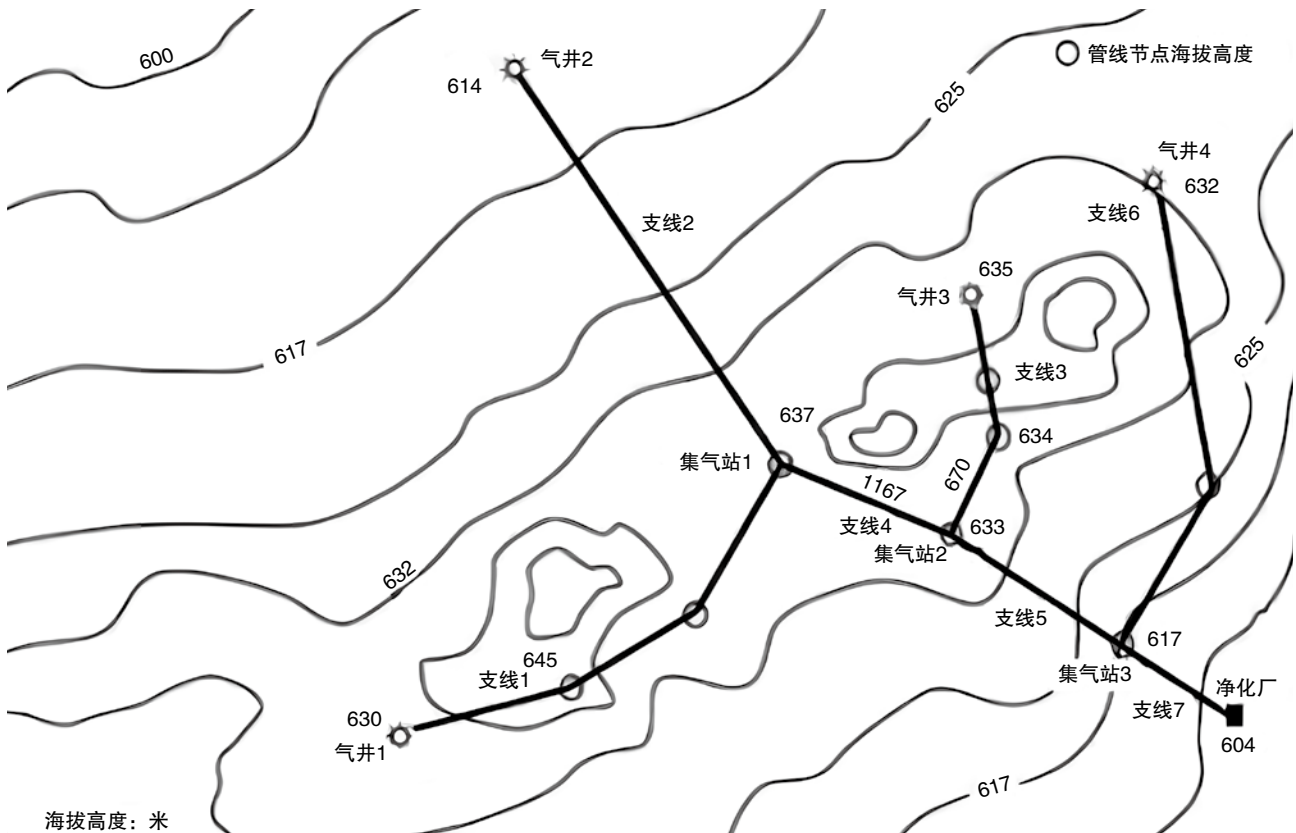 600
气井2
614
管线节点海拔高度
625
气井4
632
支线6
支线2
635
气井3
617
625
支线3
637
634
集气站1
670
1167
支线4
633
集气站2
632
支线5
645
617
支线1
集气站3
净化厂
630
支线7
气井1
604
617
海拔高度：米